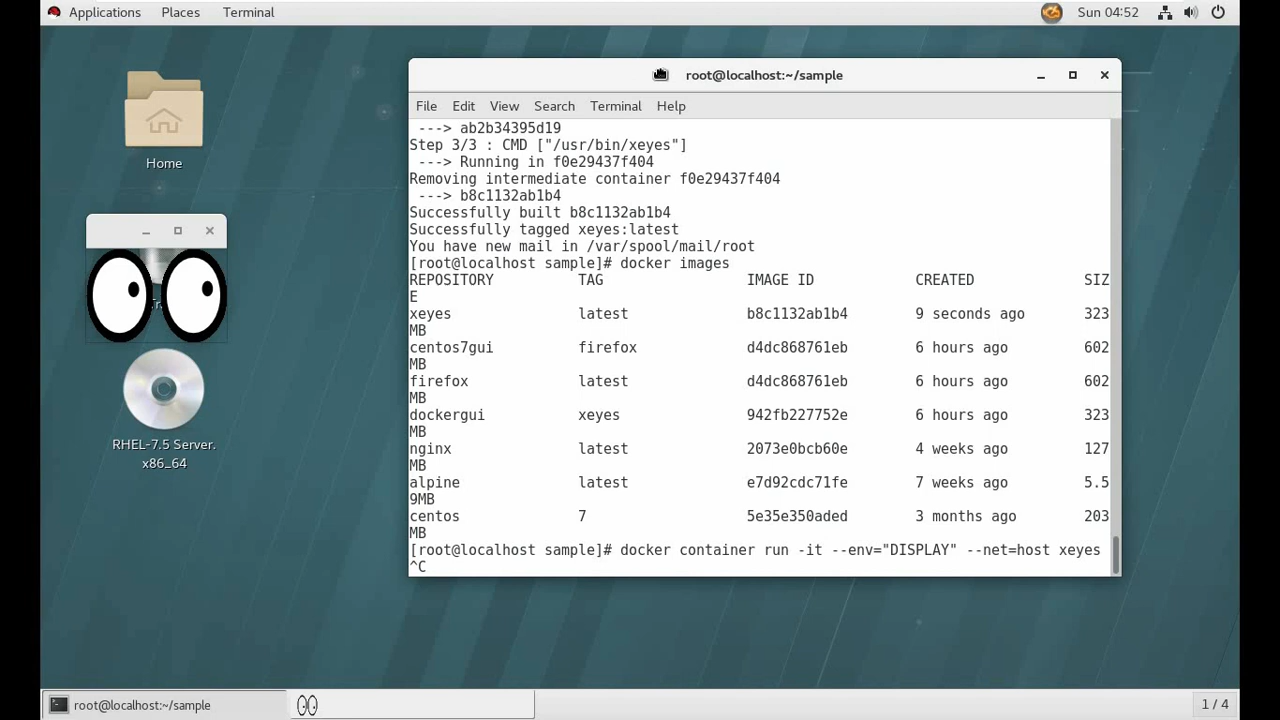 Applications Places Terminal
Sun 04:52
Home
RHEL-7.5 Server.
x86_64
root@localhost:~/sample
File Edit View Search Terminal Help
---> ab2b34395d19
Step 3/3 : CMD ["/usr/bin/xeyes"]
---> Running in f0e29437f404
Removing intermediate container f0e29437f404
---> b8c1132ab1b4
Successfully built b8c1132ab1b4
Successfully tagged xeyes:latest
You have new mail in /var/spool/mail/root
[root@localhost sample]# docker images
REPOSITORY TAG IMAGE ID CREATED SIZ
E
xeyes latest b8c1132ab1b4 9 seconds ago 323
MB
centos7gui firefox d4dc868761eb 6 hours ago 602
MB
firefox latest d4dc868761eb 6 hours ago 602
MB
dockergui xeyes 942fb227752e 6 hours ago 323
MB
nginx latest 2073e0bcb60e 4 weeks ago 127
MB
alpine latest e7d92cdc71fe 7 weeks ago 5.5
9MB
centos 7 5e35e350aded 3 months ago 203
MB
[root@localhost sample]# docker container run -it --env="DISPLAY" --net=host xeyes
^C
root@localhost:~/sample
1 / 4